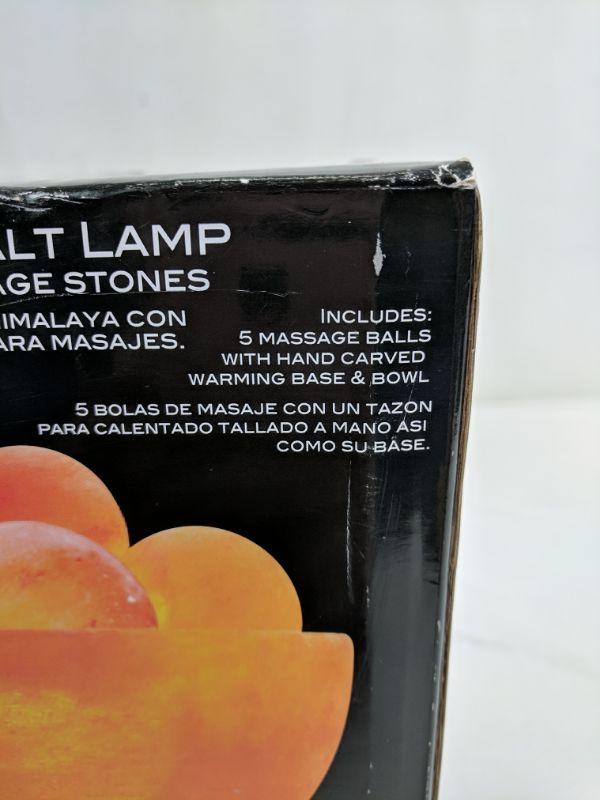 ALT LAMP
AGE STONES
IMALAYA CON
ARA MASAJES.
INCLUDES:
5 MASSAGE BALLS
WITH HAND CARVED
WARMING BASE & BOWL
5 BOLAS DE MASAJE CON UN TAZON
PARA CALENTADO TALLADO A MANO ASI
COMO SU BASE.